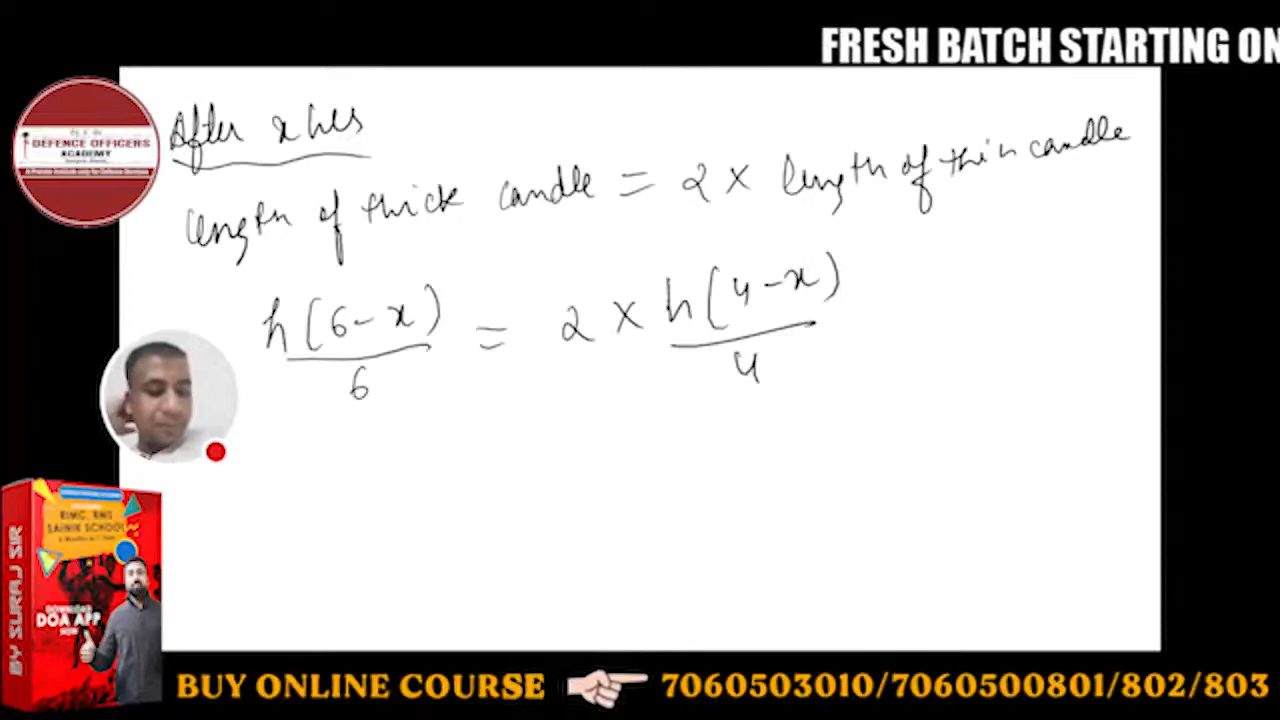 FRESH BATCH STARTING ON
After x hrs
DEFENCE OFFICERS
ACADEMY
length of thick candle = 2 × length of thin candle
h(6-x)/6 = 2 × h(4-x)/4
RIMC, RMS
SAINIK SCHOOL
BY SURAJ SIR
DOWNLOAD
DOA APP
NOW
BUY ONLINE COURSE 7060503010/7060500801/802/803